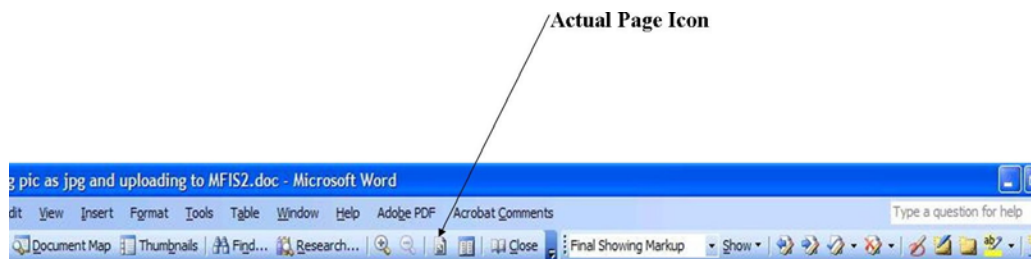 Actual Page Icon
g pic as jpg and uploading to MFIS2.doc - Microsoft Word
dit View Insert Format Tools Table Window Help Adobe PDF Acrobat Comments Type a question for help
Document Map Thumbnails Find... Research... Close Final Showing Markup Show ab